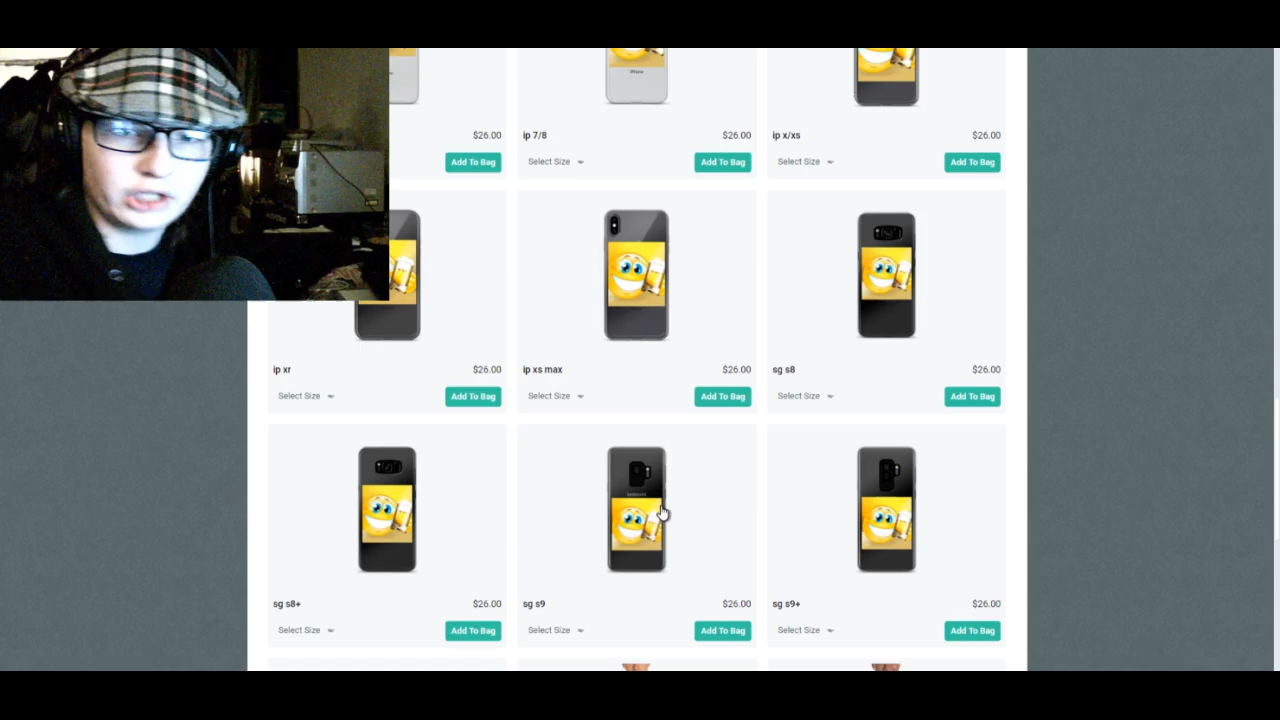 iPhone
$26.00
ip 7/8
$26.00
ip x/xs
$26.00
Add To Bag
Select Size
Add To Bag
Select Size
Add To Bag
ip xr
$26.00
ip xs max
$26.00
sg s8
$26.00
Select Size
Add To Bag
Select Size
Add To Bag
Select Size
Add To Bag
SAMSUNG
sg s8+
$26.00
sg s9
$26.00
sg s9+
$26.00
Select Size
Add To Bag
Select Size
Add To Bag
Select Size
Add To Bag